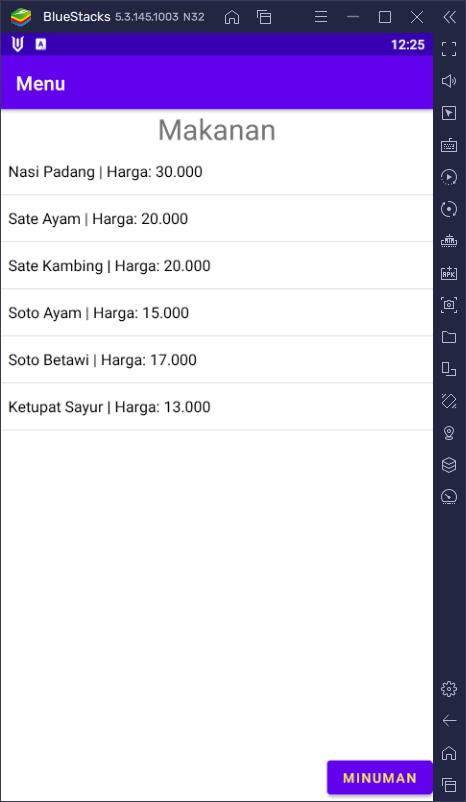 BlueStacks 5.3.145.1003 N32
A 12:25
Menu
Makanan
Nasi Padang | Harga: 30.000
Sate Ayam | Harga: 20.000
Sate Kambing | Harga: 20.000
Soto Ayam | Harga: 15.000
Soto Betawi | Harga: 17.000
Ketupat Sayur | Harga: 13.000
MINUMAN
APK